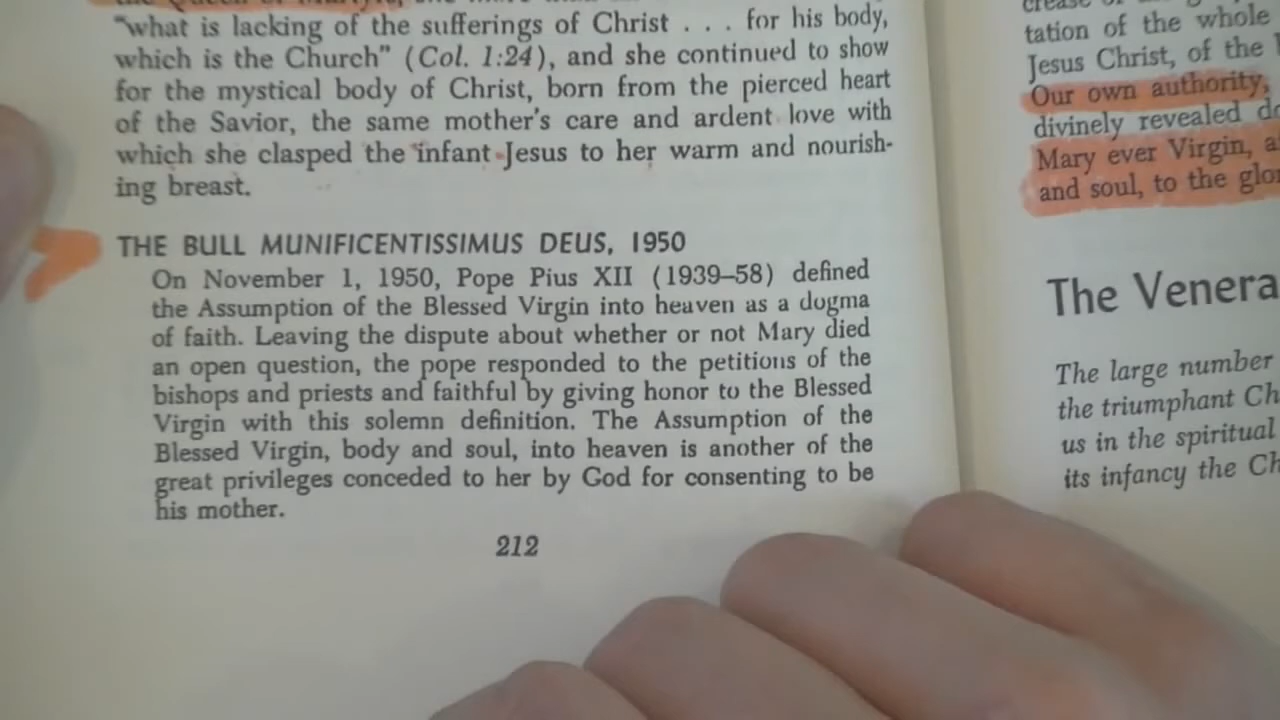 "what is lacking of the sufferings of Christ . . . for his body,
which is the Church" (Col. 1:24), and she continued to show
for the mystical body of Christ, born from the pierced heart
of the Savior, the same mother's care and ardent love with
which she clasped the infant Jesus to her warm and nourish-
ing breast.
THE BULL MUNIFICENTISSIMUS DEUS, 1950
On November 1, 1950, Pope Pius XII (1939–58) defined
the Assumption of the Blessed Virgin into heaven as a dogma
of faith. Leaving the dispute about whether or not Mary died
an open question, the pope responded to the petitions of the
bishops and priests and faithful by giving honor to the Blessed
Virgin with this solemn definition. The Assumption of the
Blessed Virgin, body and soul, into heaven is another of the
great privileges conceded to her by God for consenting to be
his mother.
212
tation of the whole
Jesus Christ, of the
Our own authority,
divinely revealed
Mary ever Virgin,
and soul, to the
The
The large number
the triumphant
us in the spiritual
its infancy the